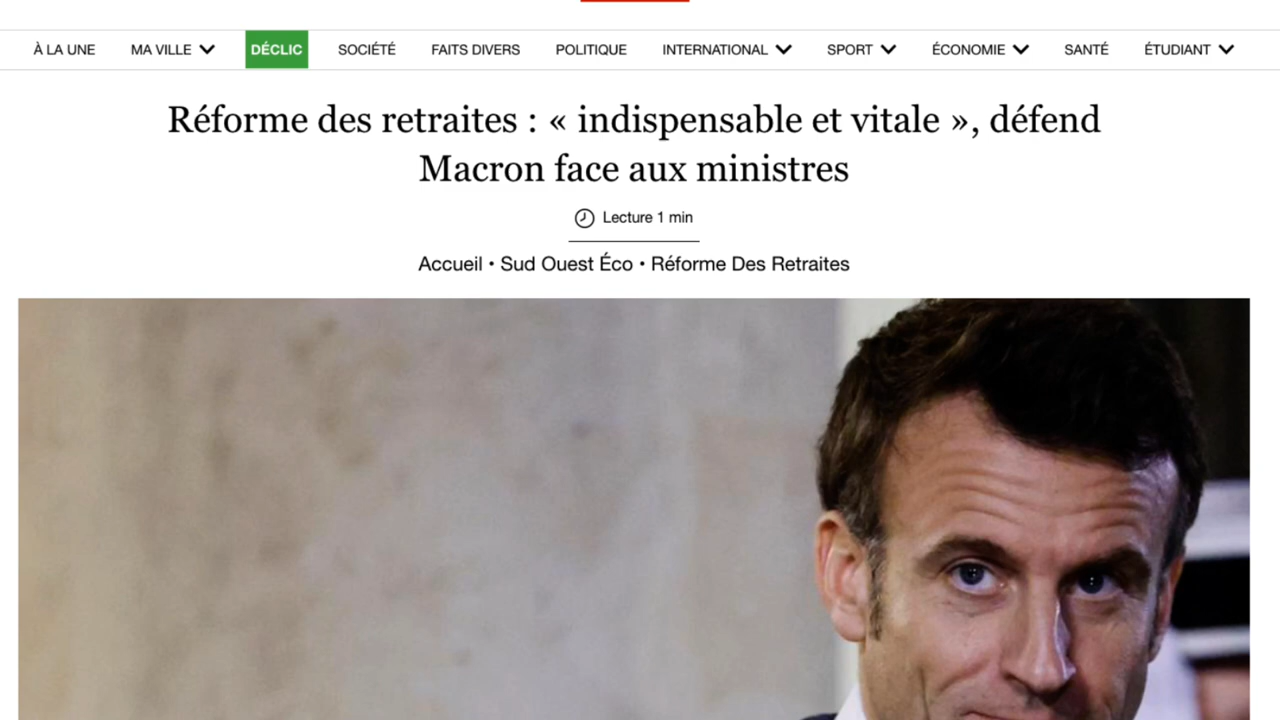 À LA UNE MA VILLE DÉCLIC SOCIÉTÉ FAITS DIVERS POLITIQUE INTERNATIONAL SPORT ÉCONOMIE SANTÉ ÉTUDIANT
Réforme des retraites : « indispensable et vitale », défend
Macron face aux ministres
Lecture 1 min
Accueil • Sud Ouest Éco • Réforme Des Retraites